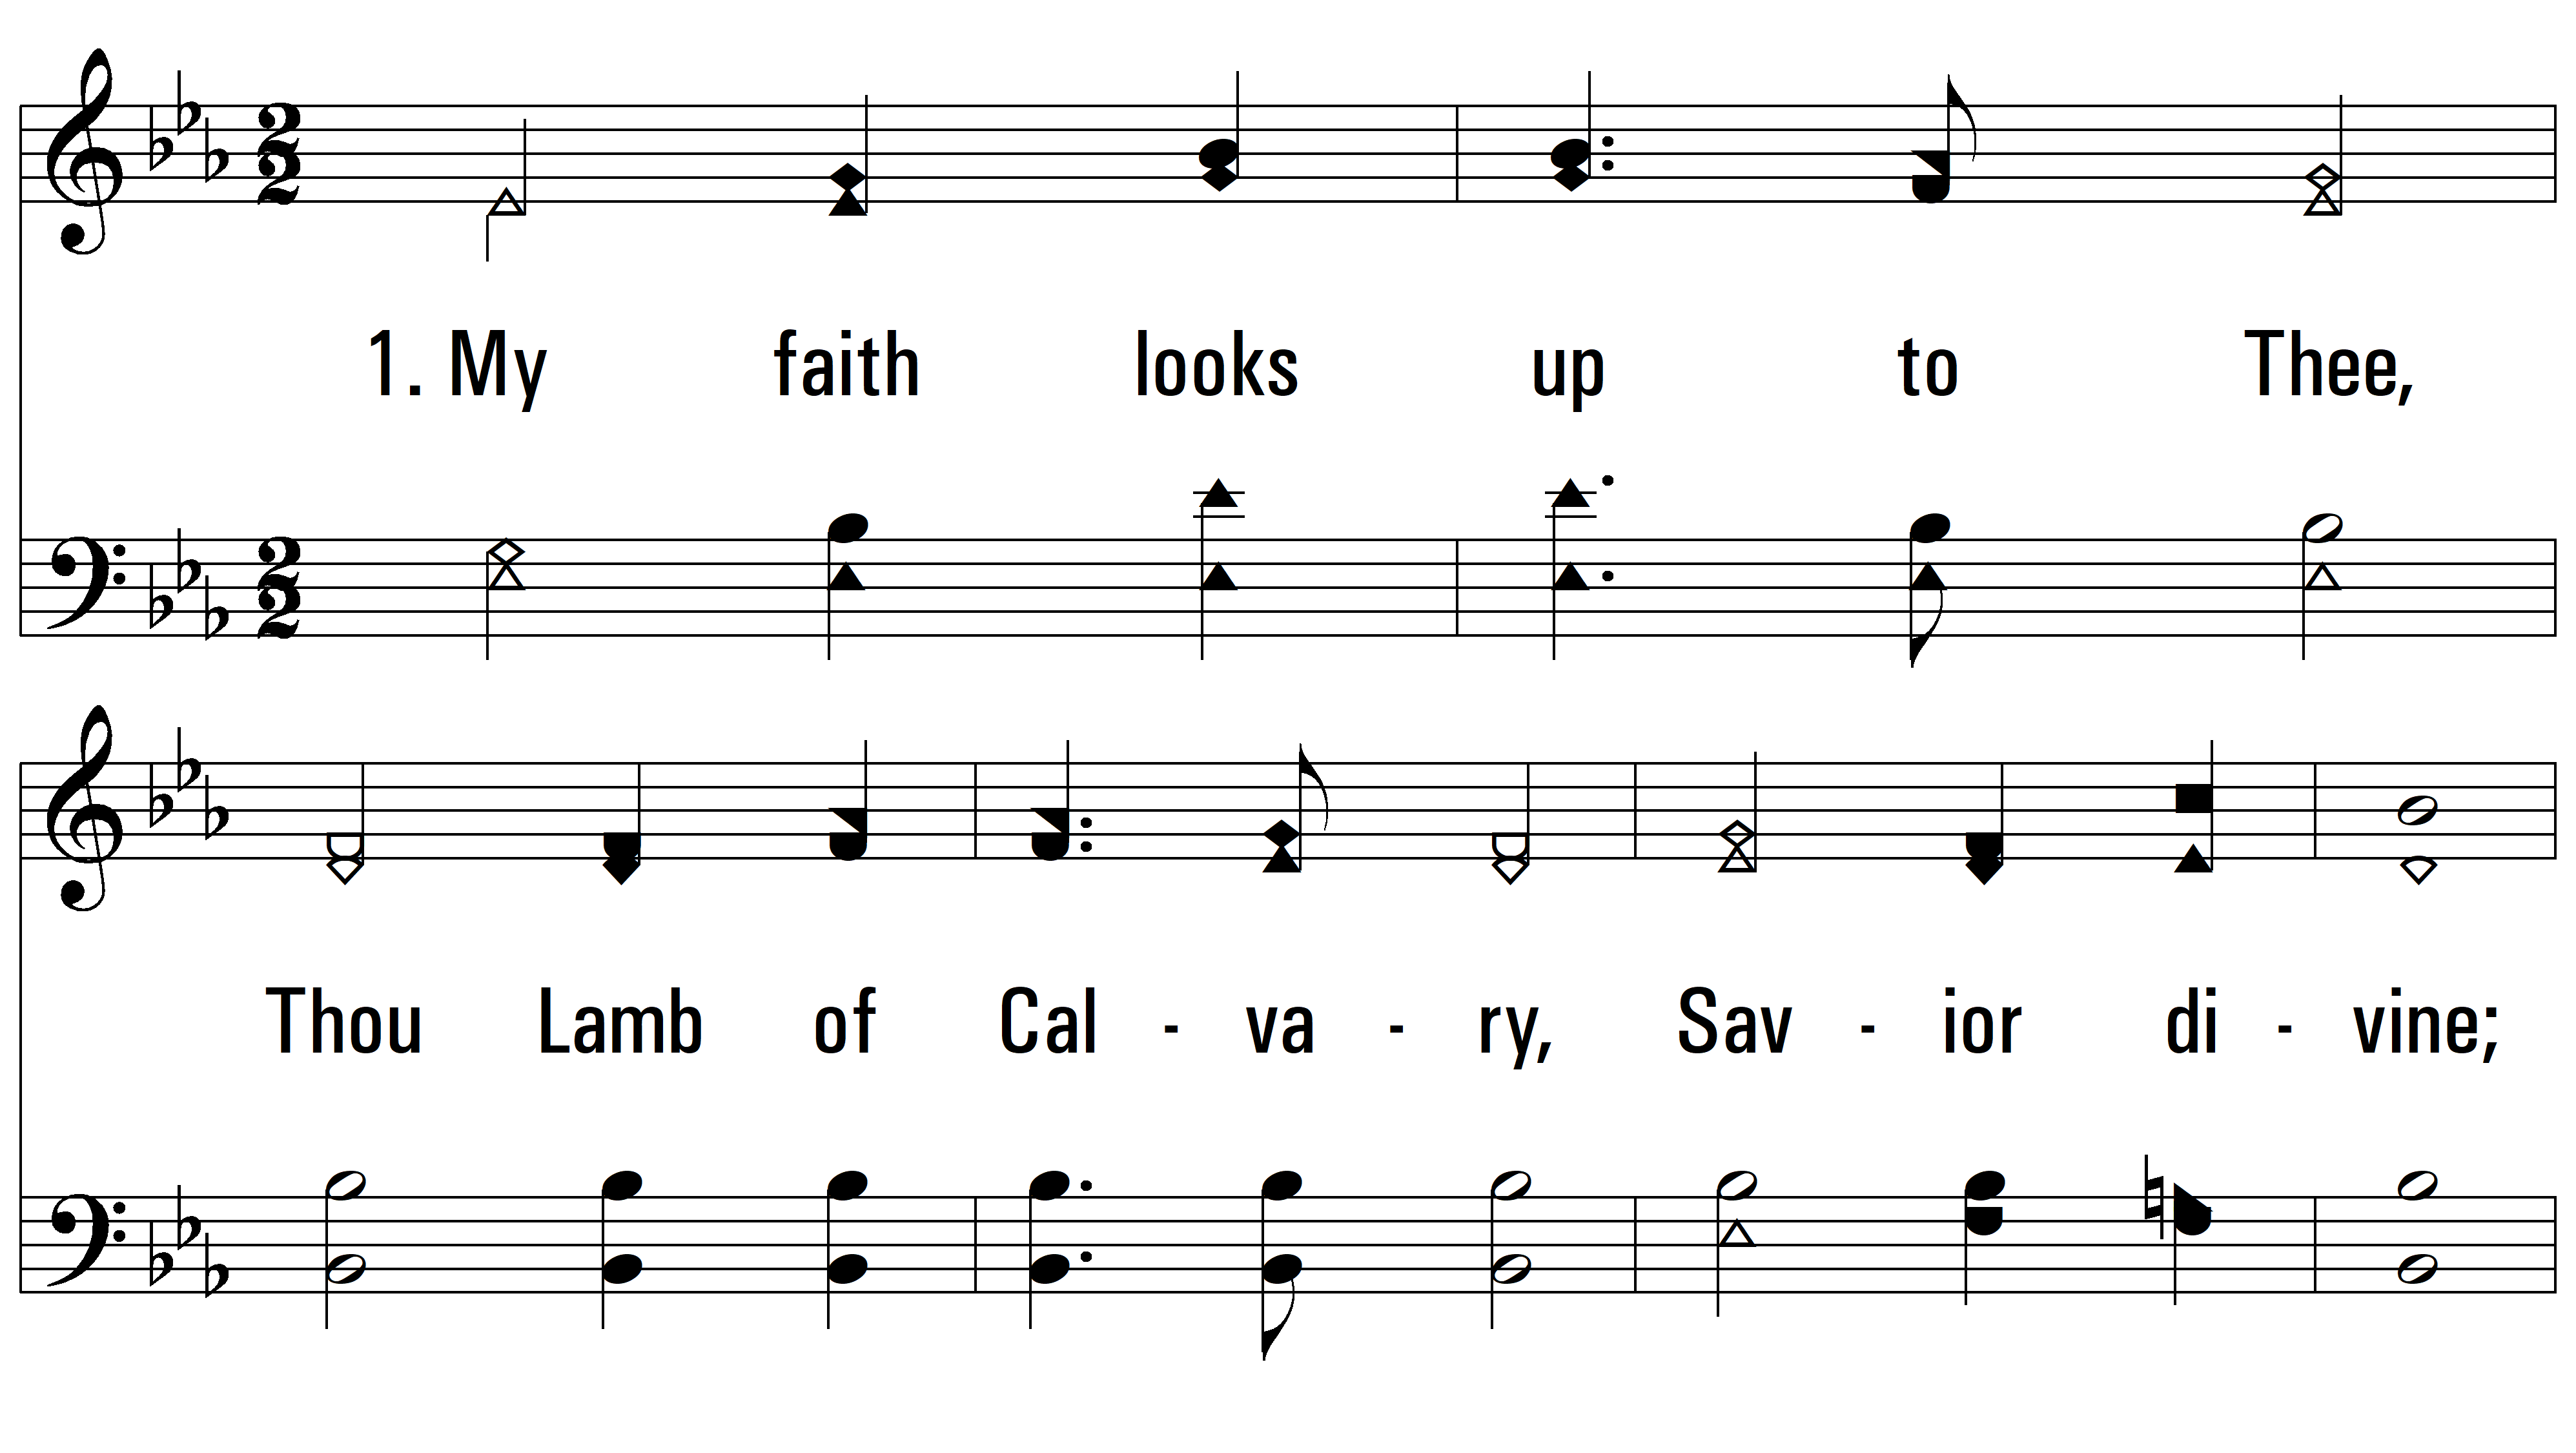 1. My faith looks up to Thee,
Thou Lamb of Cal - va - ry, Sav - ior di - vine;